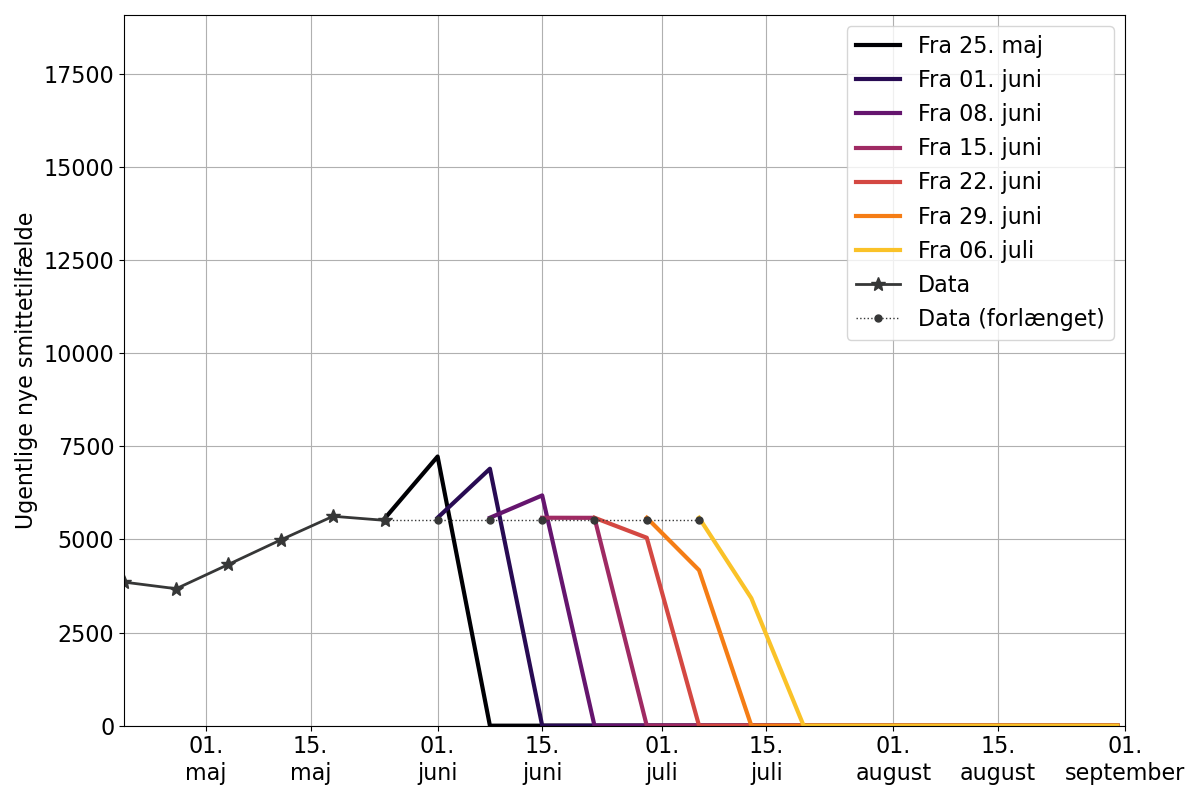 Ugentlige nye smittetilfælde
17500
15000
12500
10000
7500
5000
2500
0
01.
maj
15.
maj
01.
juni
15.
juni
01.
juli
15.
juli
01.
august
15.
august
01.
september
Fra 25. maj
Fra 01. juni
Fra 08. juni
Fra 15. juni
Fra 22. juni
Fra 29. juni
Fra 06. juli
Data
Data (forlænget)